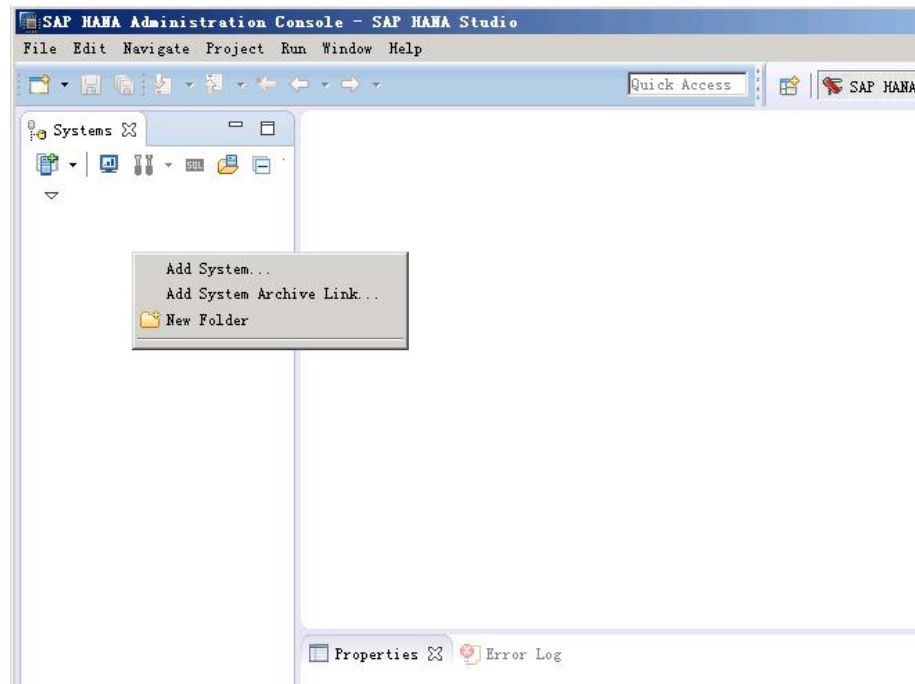 SAP HANA Administration Console - SAP HANA Studio
File Edit Navigate Project Run Window Help
Quick Access
SAP HANA
Systems
SQL
Add System...
Add System Archive Link...
New Folder
Properties
Error Log